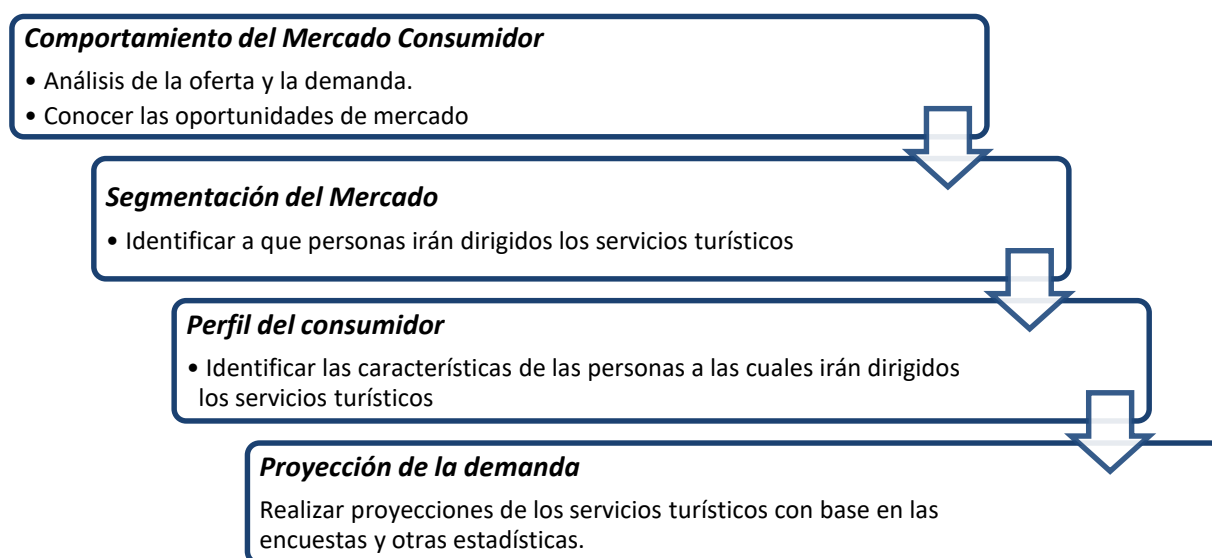 Comportamiento del Mercado Consumidor
• Análisis de la oferta y la demanda.
• Conocer las oportunidades de mercado
Segmentación del Mercado
• Identificar a que personas irán dirigidos los servicios turísticos
Perfil del consumidor
• Identificar las características de las personas a las cuales irán dirigidos
los servicios turísticos
Proyección de la demanda
Realizar proyecciones de los servicios turísticos con base en las
encuestas y otras estadísticas.